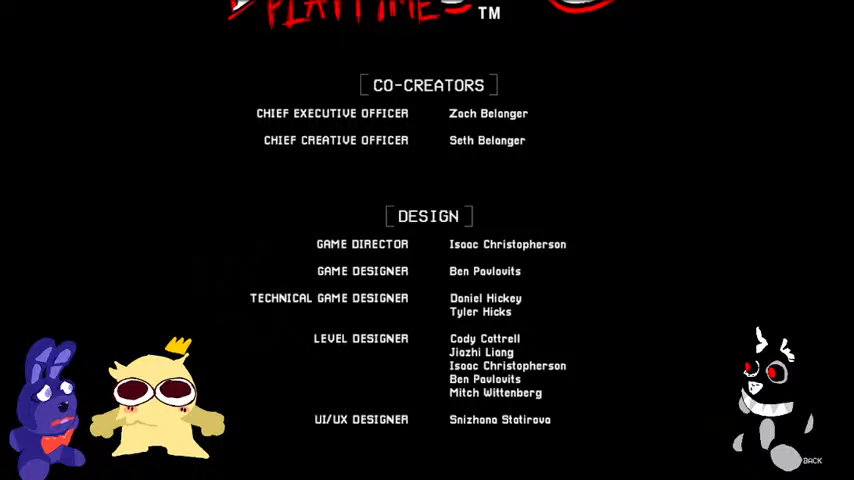 PLAYTIME
TM
[CO-CREATORS]
CHIEF EXECUTIVE OFFICER Zach Belanger
CHIEF CREATIVE OFFICER Seth Belanger
[DESIGN]
GAME DIRECTOR Isaac Christopherson
GAME DESIGNER Ben Pavlovits
TECHNICAL GAME DESIGNER Daniel Hickey
Tyler Hicks
LEVEL DESIGNER Cody Cottrell
Jiazhi Liang
Isaac Christopherson
Ben Pavlovits
Mitch Wittenberg
UI/UX DESIGNER Snizhana Statirova
BACK